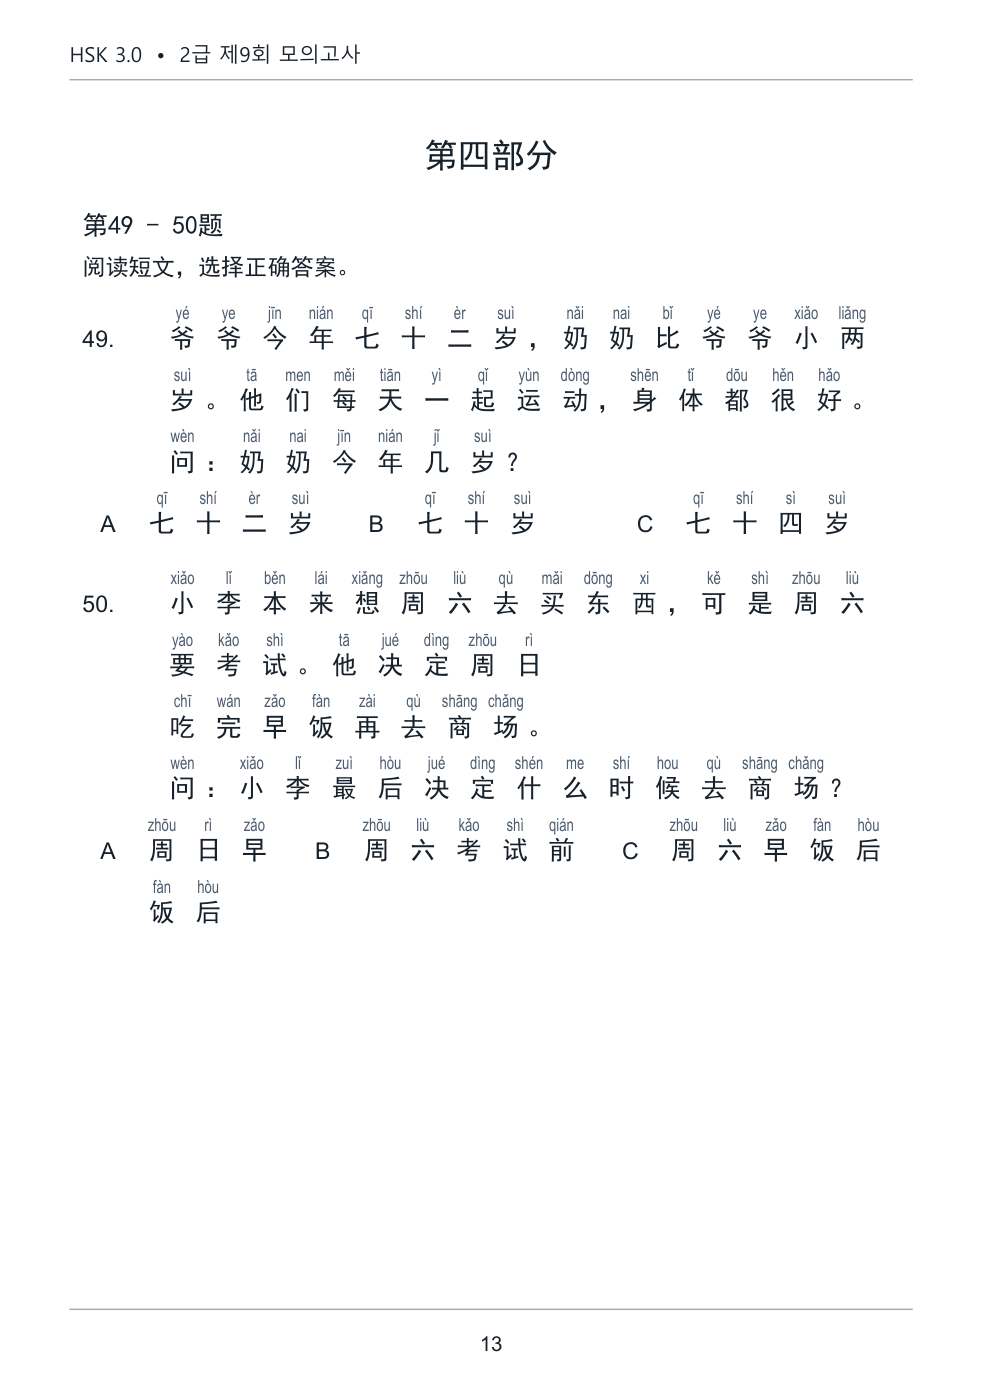 HSK 3.0 • 2급 제9회 모의고사
第四部分
第49 – 50题
阅读短文，选择正确答案。
yé ye jīn nián qī shí èr suì nǎi nai bǐ yé ye xiǎo liǎng
49. 爷爷今年七十二岁，奶奶比爷爷小两
suì tā men měi tiān yì qǐ yùn dòng shēn tǐ dōu hěn hǎo
岁。他们每天一起运动，身体都很好。
wèn nǎi nai jīn nián jǐ suì
问：奶奶今年几岁？
qī shí èr suì qī shí suì qī shí sì suì
A 七十二岁 B 七十岁 C 七十四岁
xiǎo lǐ běn lái xiǎng zhōu liù qù mǎi dōng xi kě shì zhōu liù
50. 小李本来想周六去买东西，可是周六
yào kǎo shì tā jué dìng zhōu rì
要考试。他决定周日
chī wán zǎo fàn zài qù shāng chǎng
吃完早饭再去商场。
wèn xiǎo lǐ zuì hòu jué dìng shén me shí hou qù shāng chǎng
问：小李最后决定什么时候去商场？
zhōu rì zǎo zhōu liù kǎo shì qián zhōu liù zǎo fàn hòu
A 周日早 B 周六考试前 C 周六早饭后
fàn hòu
饭后
13